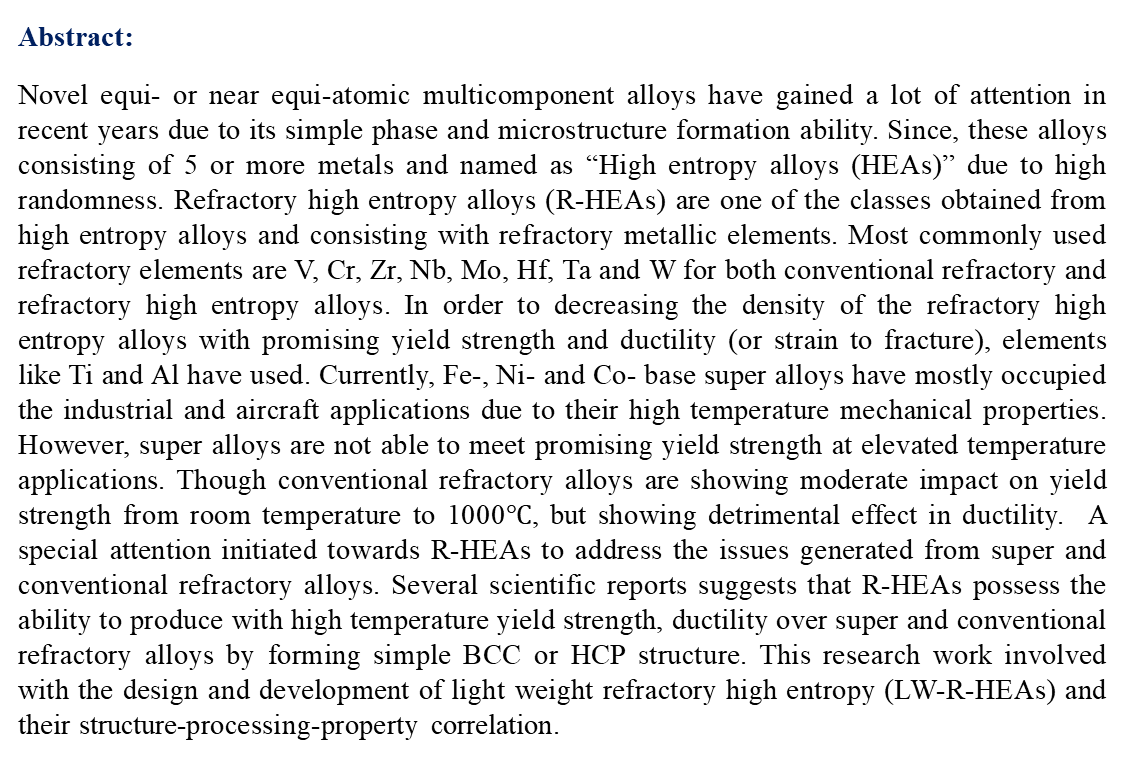 Abstract:
Novel equi- or near equi-atomic multicomponent alloys have gained a lot of attention in
recent years due to its simple phase and microstructure formation ability. Since, these alloys
consisting of 5 or more metals and named as “High entropy alloys (HEAs)” due to high
randomness. Refractory high entropy alloys (R-HEAs) are one of the classes obtained from
high entropy alloys and consisting with refractory metallic elements. Most commonly used
refractory elements are V, Cr, Zr, Nb, Mo, Hf, Ta and W for both conventional refractory and
refractory high entropy alloys. In order to decreasing the density of the refractory high
entropy alloys with promising yield strength and ductility (or strain to fracture), elements
like Ti and Al have used. Currently, Fe-, Ni- and Co- base super alloys have mostly occupied
the industrial and aircraft applications due to their high temperature mechanical properties.
However, super alloys are not able to meet promising yield strength at elevated temperature
applications. Though conventional refractory alloys are showing moderate impact on yield
strength from room temperature to 1000℃, but showing detrimental effect in ductility. A
special attention initiated towards R-HEAs to address the issues generated from super and
conventional refractory alloys. Several scientific reports suggests that R-HEAs possess the
ability to produce with high temperature yield strength, ductility over super and conventional
refractory alloys by forming simple BCC or HCP structure. This research work involved
with the design and development of light weight refractory high entropy (LW-R-HEAs) and
their structure-processing-property correlation.